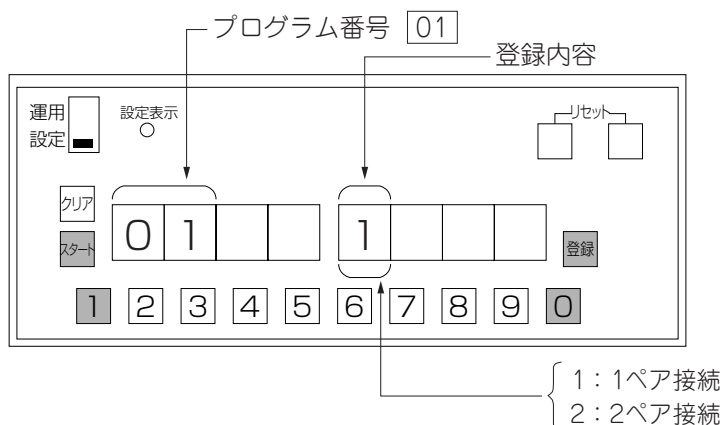 プログラム番号 01
登録内容
運用
設定
設定表示
リセット
クリア
スタート
0 1 1
登録
1 2 3 4 5 6 7 8 9 0
1：1ペア接続
2：2ペア接続